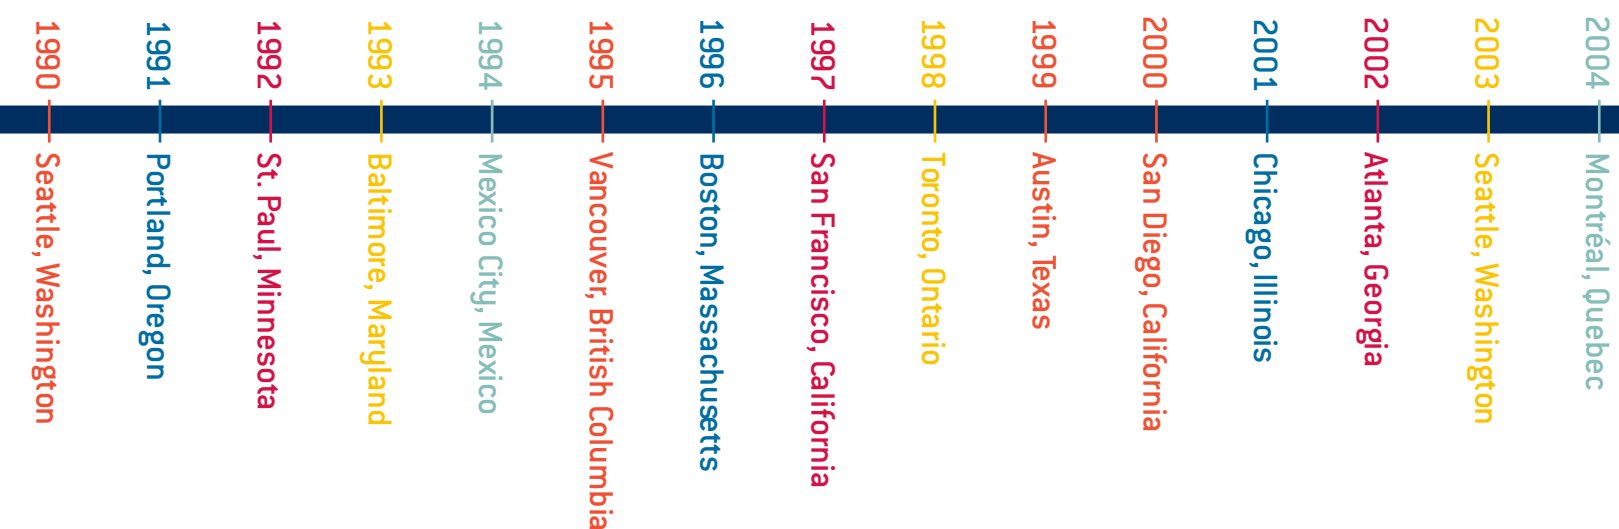 1990 Seattle, Washington
1991 Portland, Oregon
1992 St. Paul, Minnesota
1993 Baltimore, Maryland
1994 Mexico City, Mexico
1995 Vancouver, British Columbia
1996 Boston, Massachusetts
1997 San Francisco, California
1998 Toronto, Ontario
1999 Austin, Texas
2000 San Diego, California
2001 Chicago, Illinois
2002 Atlanta, Georgia
2003 Seattle, Washington
2004 Montréal, Quebec